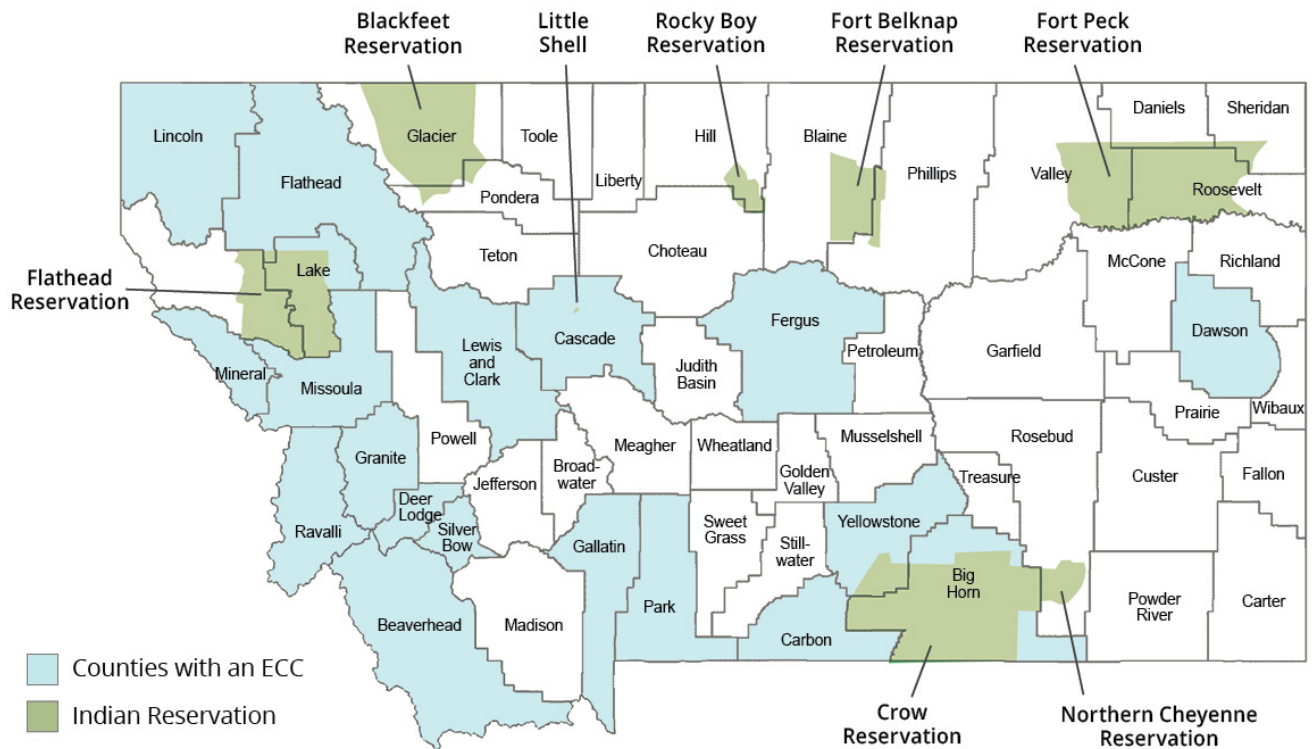 Blackfeet
Reservation
Little
Shell
Rocky Boy
Reservation
Fort Belknap
Reservation
Fort Peck
Reservation
Lincoln
Flathead
Glacier
Toole
Liberty
Hill
Blaine
Phillips
Valley
Daniels
Sheridan
Roosevelt
Pondera
Teton
Choteau
McCone
Richland
Flathead
Reservation
Lake
Mineral
Missoula
Lewis
and
Clark
Cascade
Judith
Basin
Fergus
Petroleum
Garfield
Dawson
Prairie
Wibaux
Powell
Granite
Deer
Lodge
Silver
Bow
Ravalli
Jefferson
Broad-
water
Meagher
Wheatland
Golden
Valley
Musselshell
Rosebud
Treasure
Custer
Fallon
Beaverhead
Madison
Gallatin
Park
Sweet
Grass
Still-
water
Yellowstone
Carbon
Big
Horn
Powder
River
Carter
Counties with an ECC
Indian Reservation
Crow
Reservation
Northern Cheyenne
Reservation